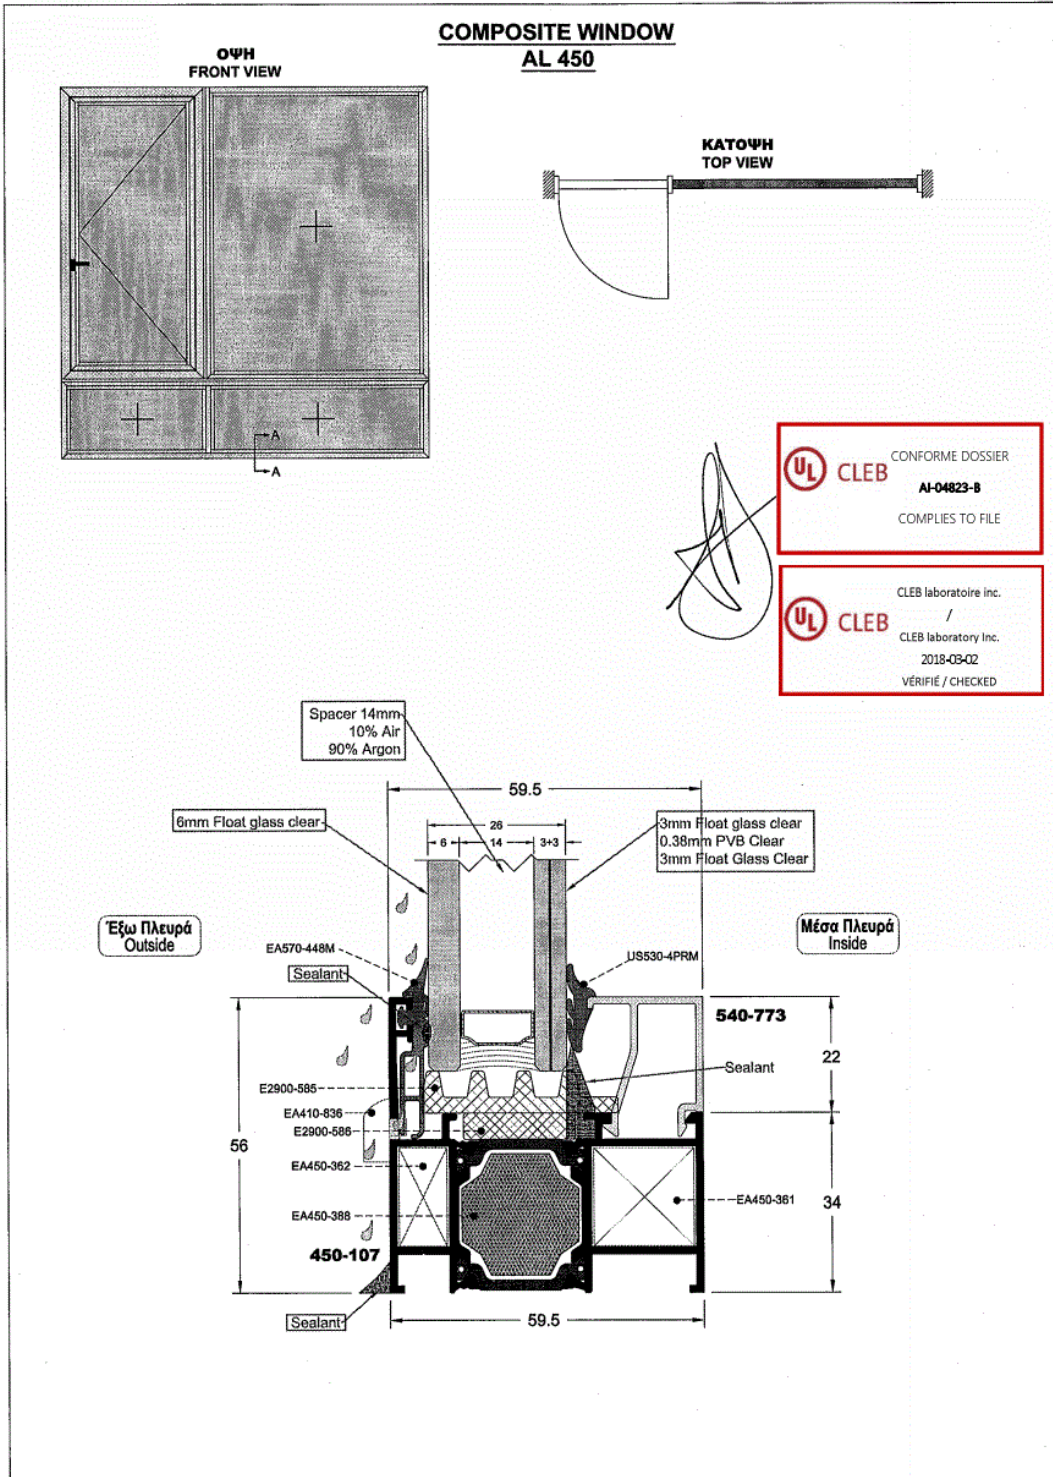 COMPOSITE WINDOW
AL 450
ΟΨΗ
FRONT VIEW
ΚΑΤΟΨΗ
TOP VIEW
A
A
UL CLEB
CONFORME DOSSIER
AI-04823-B
COMPLIES TO FILE
UL CLEB
CLEB laboratoire inc.
/
CLEB laboratory Inc.
2018-03-02
VÉRIFIÉ / CHECKED
Spacer 14mm
10% Air
90% Argon
59.5
6mm Float glass clear
26
6
14
3+3
3mm Float glass clear
0.38mm PVB Clear
3mm Float Glass Clear
Έξω Πλευρά
Outside
Μέσα Πλευρά
Inside
EA570-448M
US530-4PRM
Sealant
540-773
22
Sealant
E2900-585
EA410-836
E2900-586
56
EA450-362
EA450-361
34
EA450-388
450-107
Sealant
59.5